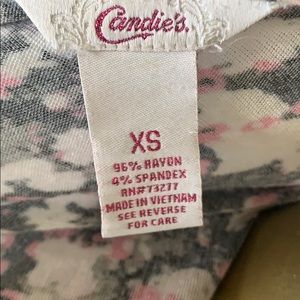 Candie's.
XS
96% RAYON
4% SPANDEX
RN#73277
MADE IN VIETNAM
SEE REVERSE
FOR CARE